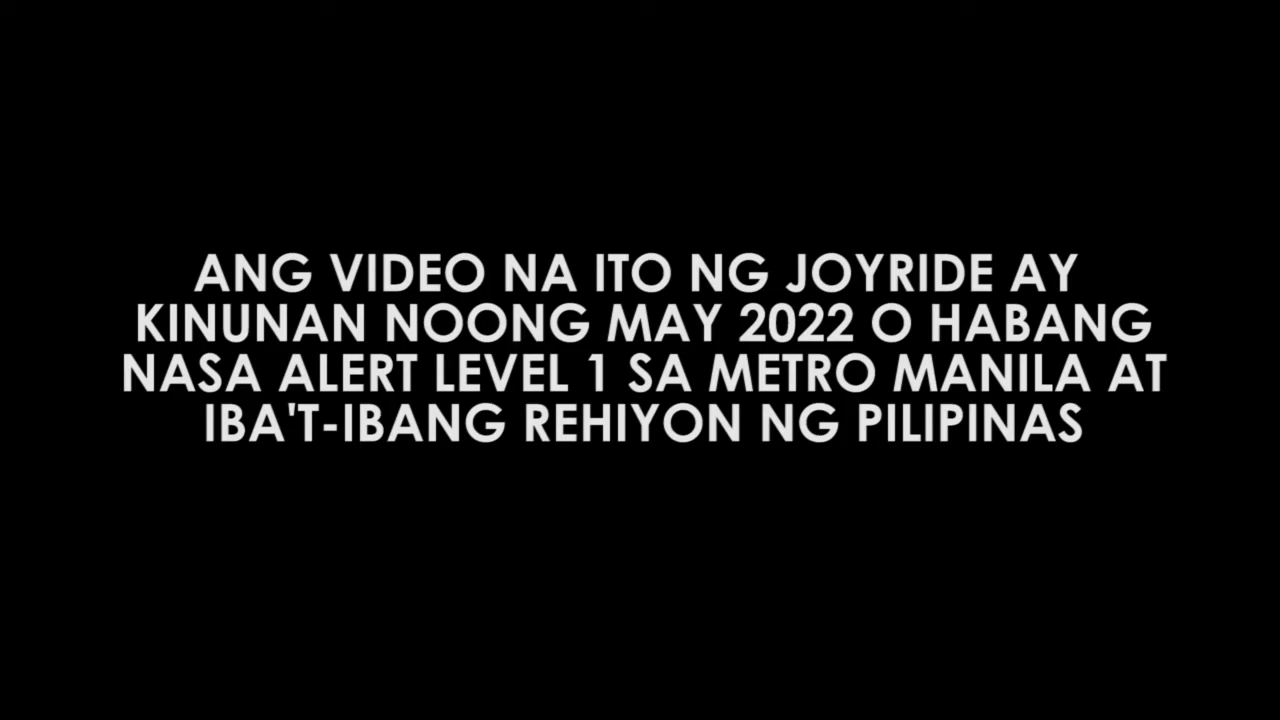 ANG VIDEO NA ITO NG JOYRIDE AY
KINUNAN NOONG MAY 2022 O HABANG
NASA ALERT LEVEL 1 SA METRO MANILA AT
IBA'T-IBANG REHIYON NG PILIPINAS